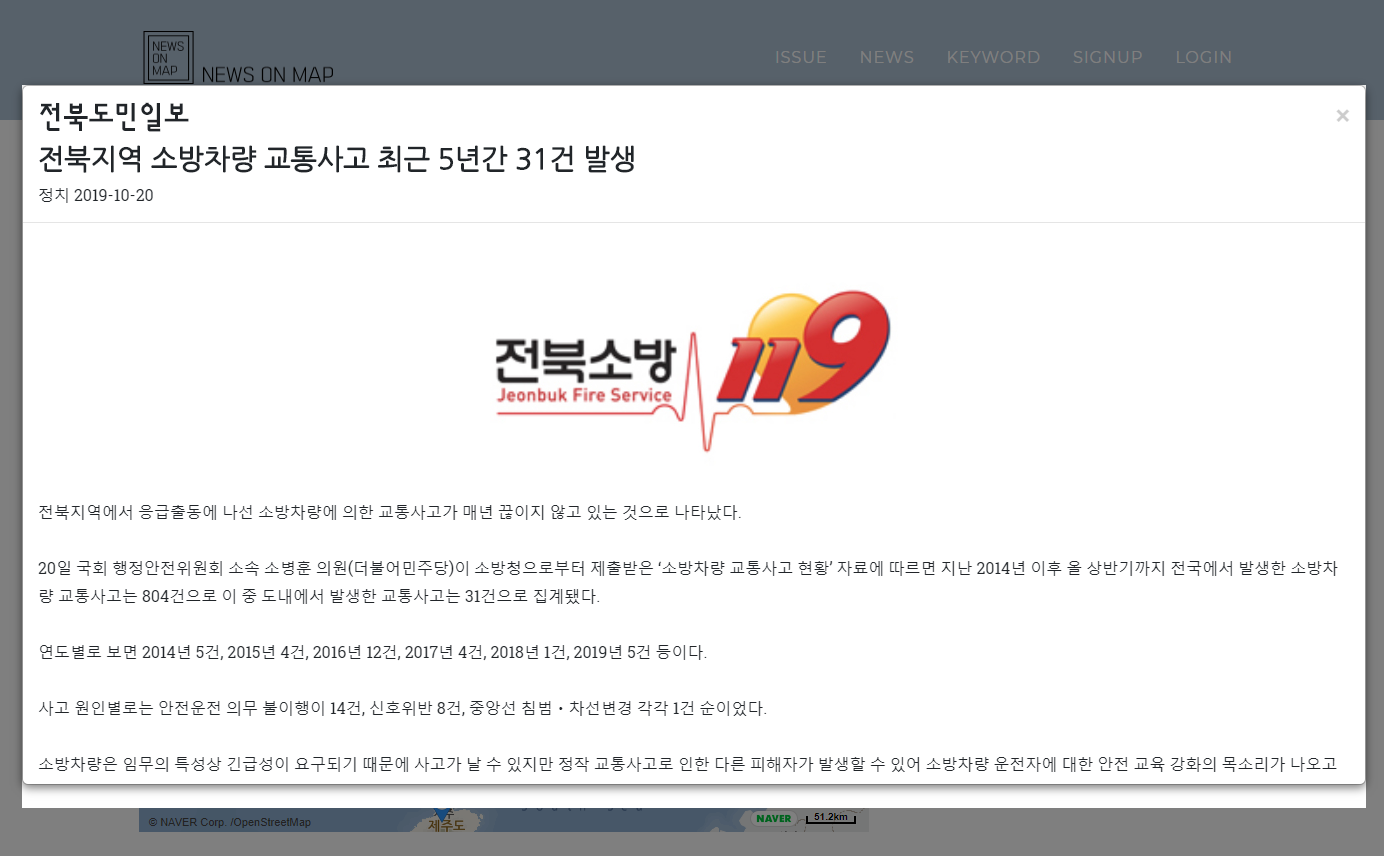 NEWS
ON
MAP
NEWS ON MAP
ISSUE NEWS KEYWORD SIGNUP LOGIN
전북도민일보
×
전북지역 소방차량 교통사고 최근 5년간 31건 발생
정치 2019-10-20
전북소방 119
Jeonbuk Fire Service
전북지역에서 응급출동에 나선 소방차량에 의한 교통사고가 매년 끊이지 않고 있는 것으로 나타났다.
20일 국회 행정안전위원회 소속 소병훈 의원(더불어민주당)이 소방청으로부터 제출받은 ‘소방차량 교통사고 현황’ 자료에 따르면 지난 2014년 이후 올 상반기까지 전국에서 발생한 소방차
량 교통사고는 804건으로 이 중 도내에서 발생한 교통사고는 31건으로 집계됐다.
연도별로 보면 2014년 5건, 2015년 4건, 2016년 12건, 2017년 4건, 2018년 1건, 2019년 5건 등이다.
사고 원인별로는 안전운전 의무 불이행이 14건, 신호위반 8건, 중앙선 침범·차선변경 각각 1건 순이었다.
소방차량은 임무의 특성상 긴급성이 요구되기 때문에 사고가 날 수 있지만 정작 교통사고로 인한 다른 피해자가 발생할 수 있어 소방차량 운전자에 대한 안전 교육 강화의 목소리가 나오고
© NAVER Corp. /OpenStreetMap
제주도
NAVER
51.2km